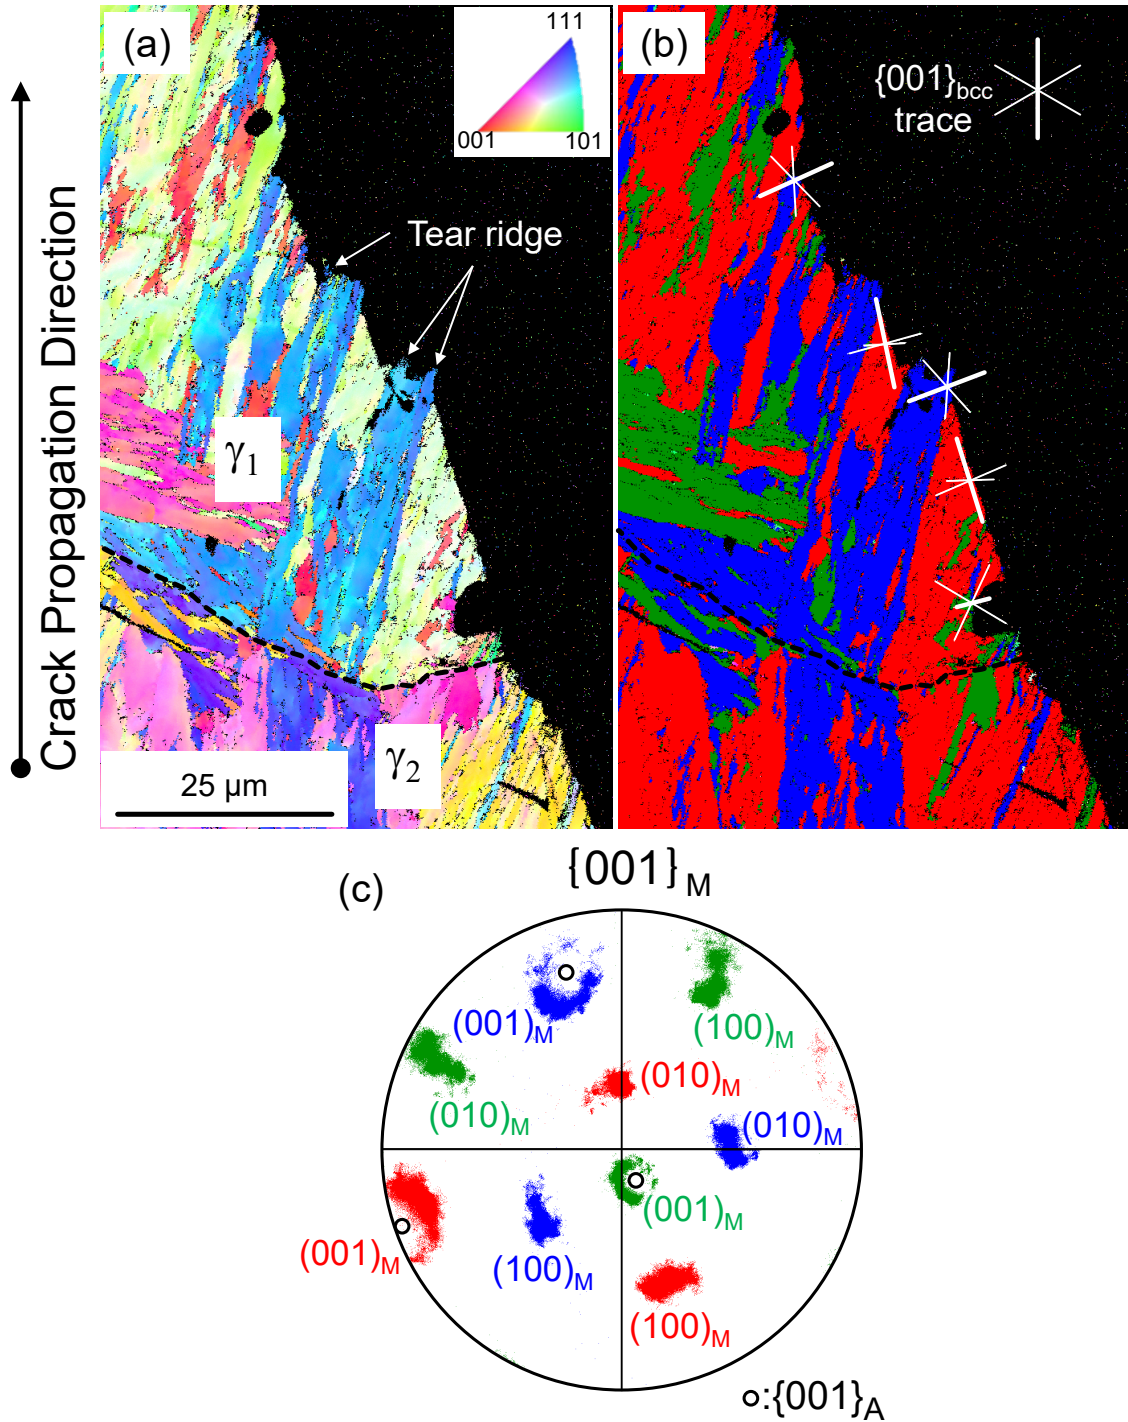 (a)
111
001
101
(b)
{001}bcc
trace
Crack Propagation Direction
Tear ridge
γ1
γ2
25 μm
{001}M
(c)
(001)M
(100)M
(010)M
(010)M
(010)M
(001)M
(001)M
(100)M
(100)M
:{001}A